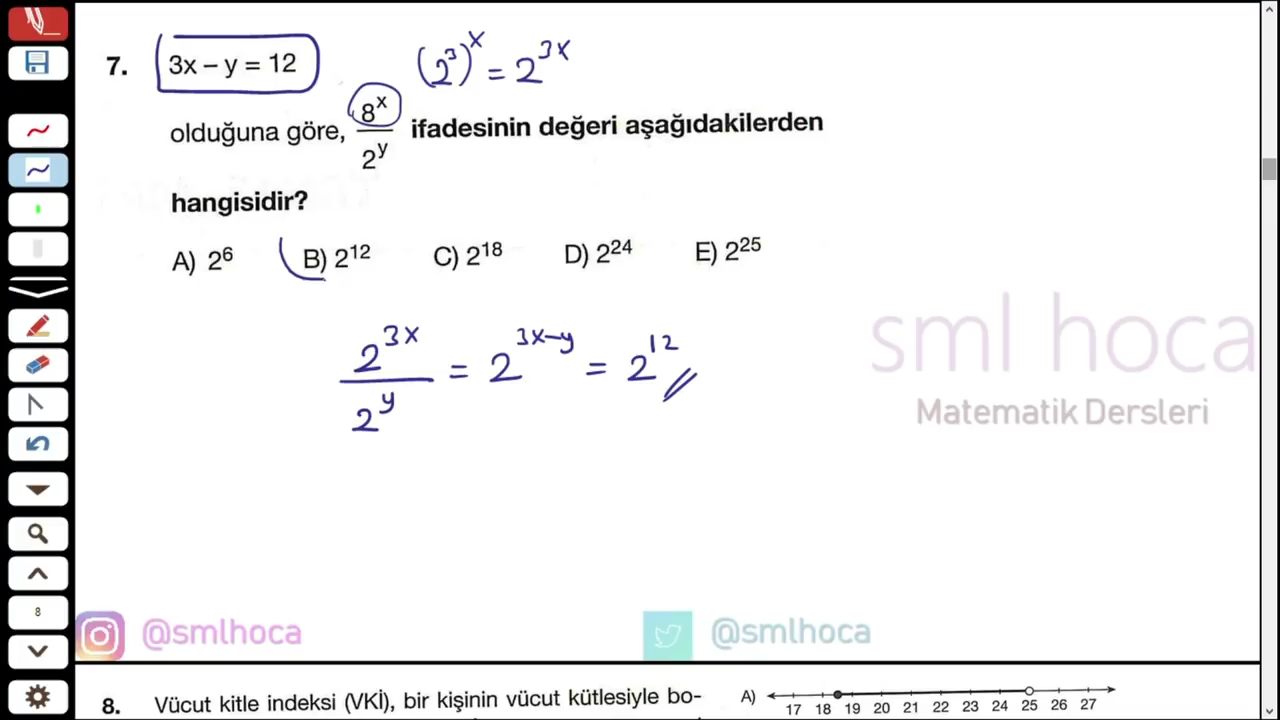 7. 3x – y = 12
(2³)ˣ = 2³ˣ
olduğuna göre, 8ˣ/2ʸ ifadesinin değeri aşağıdakilerden
hangisidir?
A) 2⁶ B) 2¹² C) 2¹⁸ D) 2²⁴ E) 2²⁵
2³ˣ/2ʸ = 2³ˣ⁻ʸ = 2¹²
sml hoca
Matematik Dersleri
8
@smlhoca @smlhoca
8. Vücut kitle indeksi (VKİ), bir kişinin vücut kütlesiyle bo-
A) 17 18 19 20 21 22 23 24 25 26 27